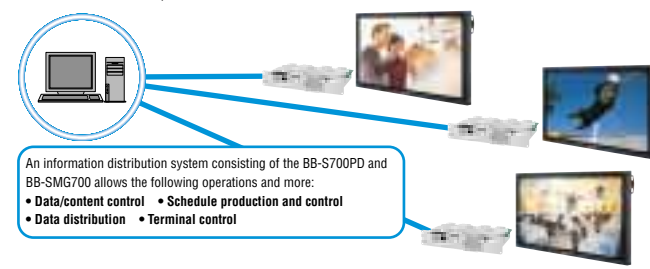 An information distribution system consisting of the BB-S700PD and
BB-SMG700 allows the following operations and more:
• Data/content control • Schedule production and control
• Data distribution • Terminal control